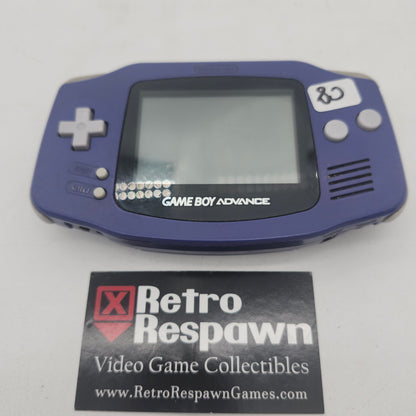 80
GAME BOY ADVANCE
Retro
Respawn
Video Game Collectibles
www.RetroRespawnGames.com